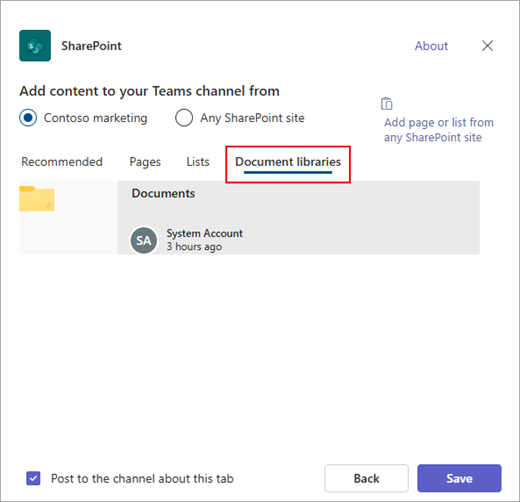 SharePoint
About
Add content to your Teams channel from
Contoso marketing
Any SharePoint site
Add page or list from
any SharePoint site
Recommended
Pages
Lists
Document libraries
Documents
SA
System Account
3 hours ago
Post to the channel about this tab
Back
Save